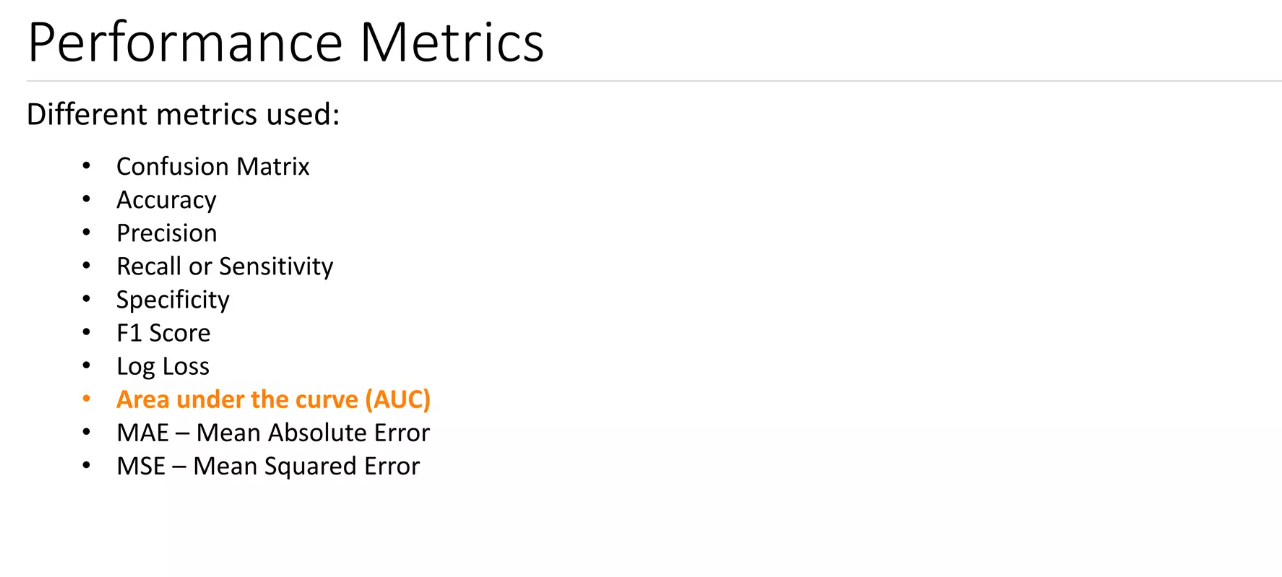 Performance Metrics
Different metrics used:
• Confusion Matrix
• Accuracy
• Precision
• Recall or Sensitivity
• Specificity
• F1 Score
• Log Loss
• Area under the curve (AUC)
• MAE – Mean Absolute Error
• MSE – Mean Squared Error